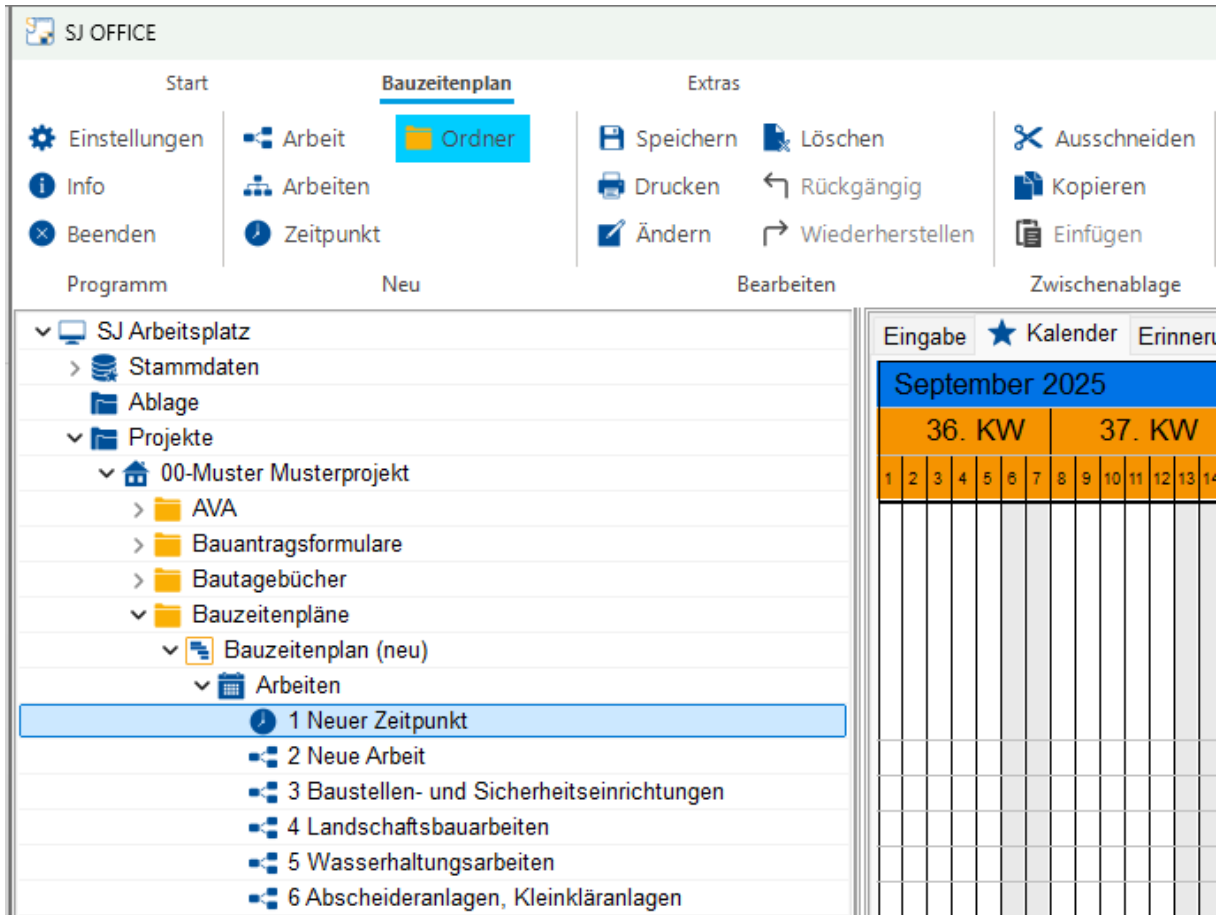 SJ OFFICE
Start Bauzeitenplan Extras
Einstellungen Arbeit Ordner Speichern Löschen Ausschneiden
Info Arbeiten Drucken Rückgängig Kopieren
Beenden Zeitpunkt Ändern Wiederherstellen Einfügen
Programm Neu Bearbeiten Zwischenablage
SJ Arbeitsplatz
Stammdaten
Ablage
Projekte
00-Muster Musterprojekt
AVA
Bauantragsformulare
Bautagebücher
Bauzeitenpläne
Bauzeitenplan (neu)
Arbeiten
1 Neuer Zeitpunkt
2 Neue Arbeit
3 Baustellen- und Sicherheitseinrichtungen
4 Landschaftsbauarbeiten
5 Wasserhaltungsarbeiten
6 Abscheideranlagen, Kleinkläranlagen
Eingabe Kalender Erinneru
September 2025
36. KW 37. KW
1 2 3 4 5 6 7 8 9 10 11 12 13 14